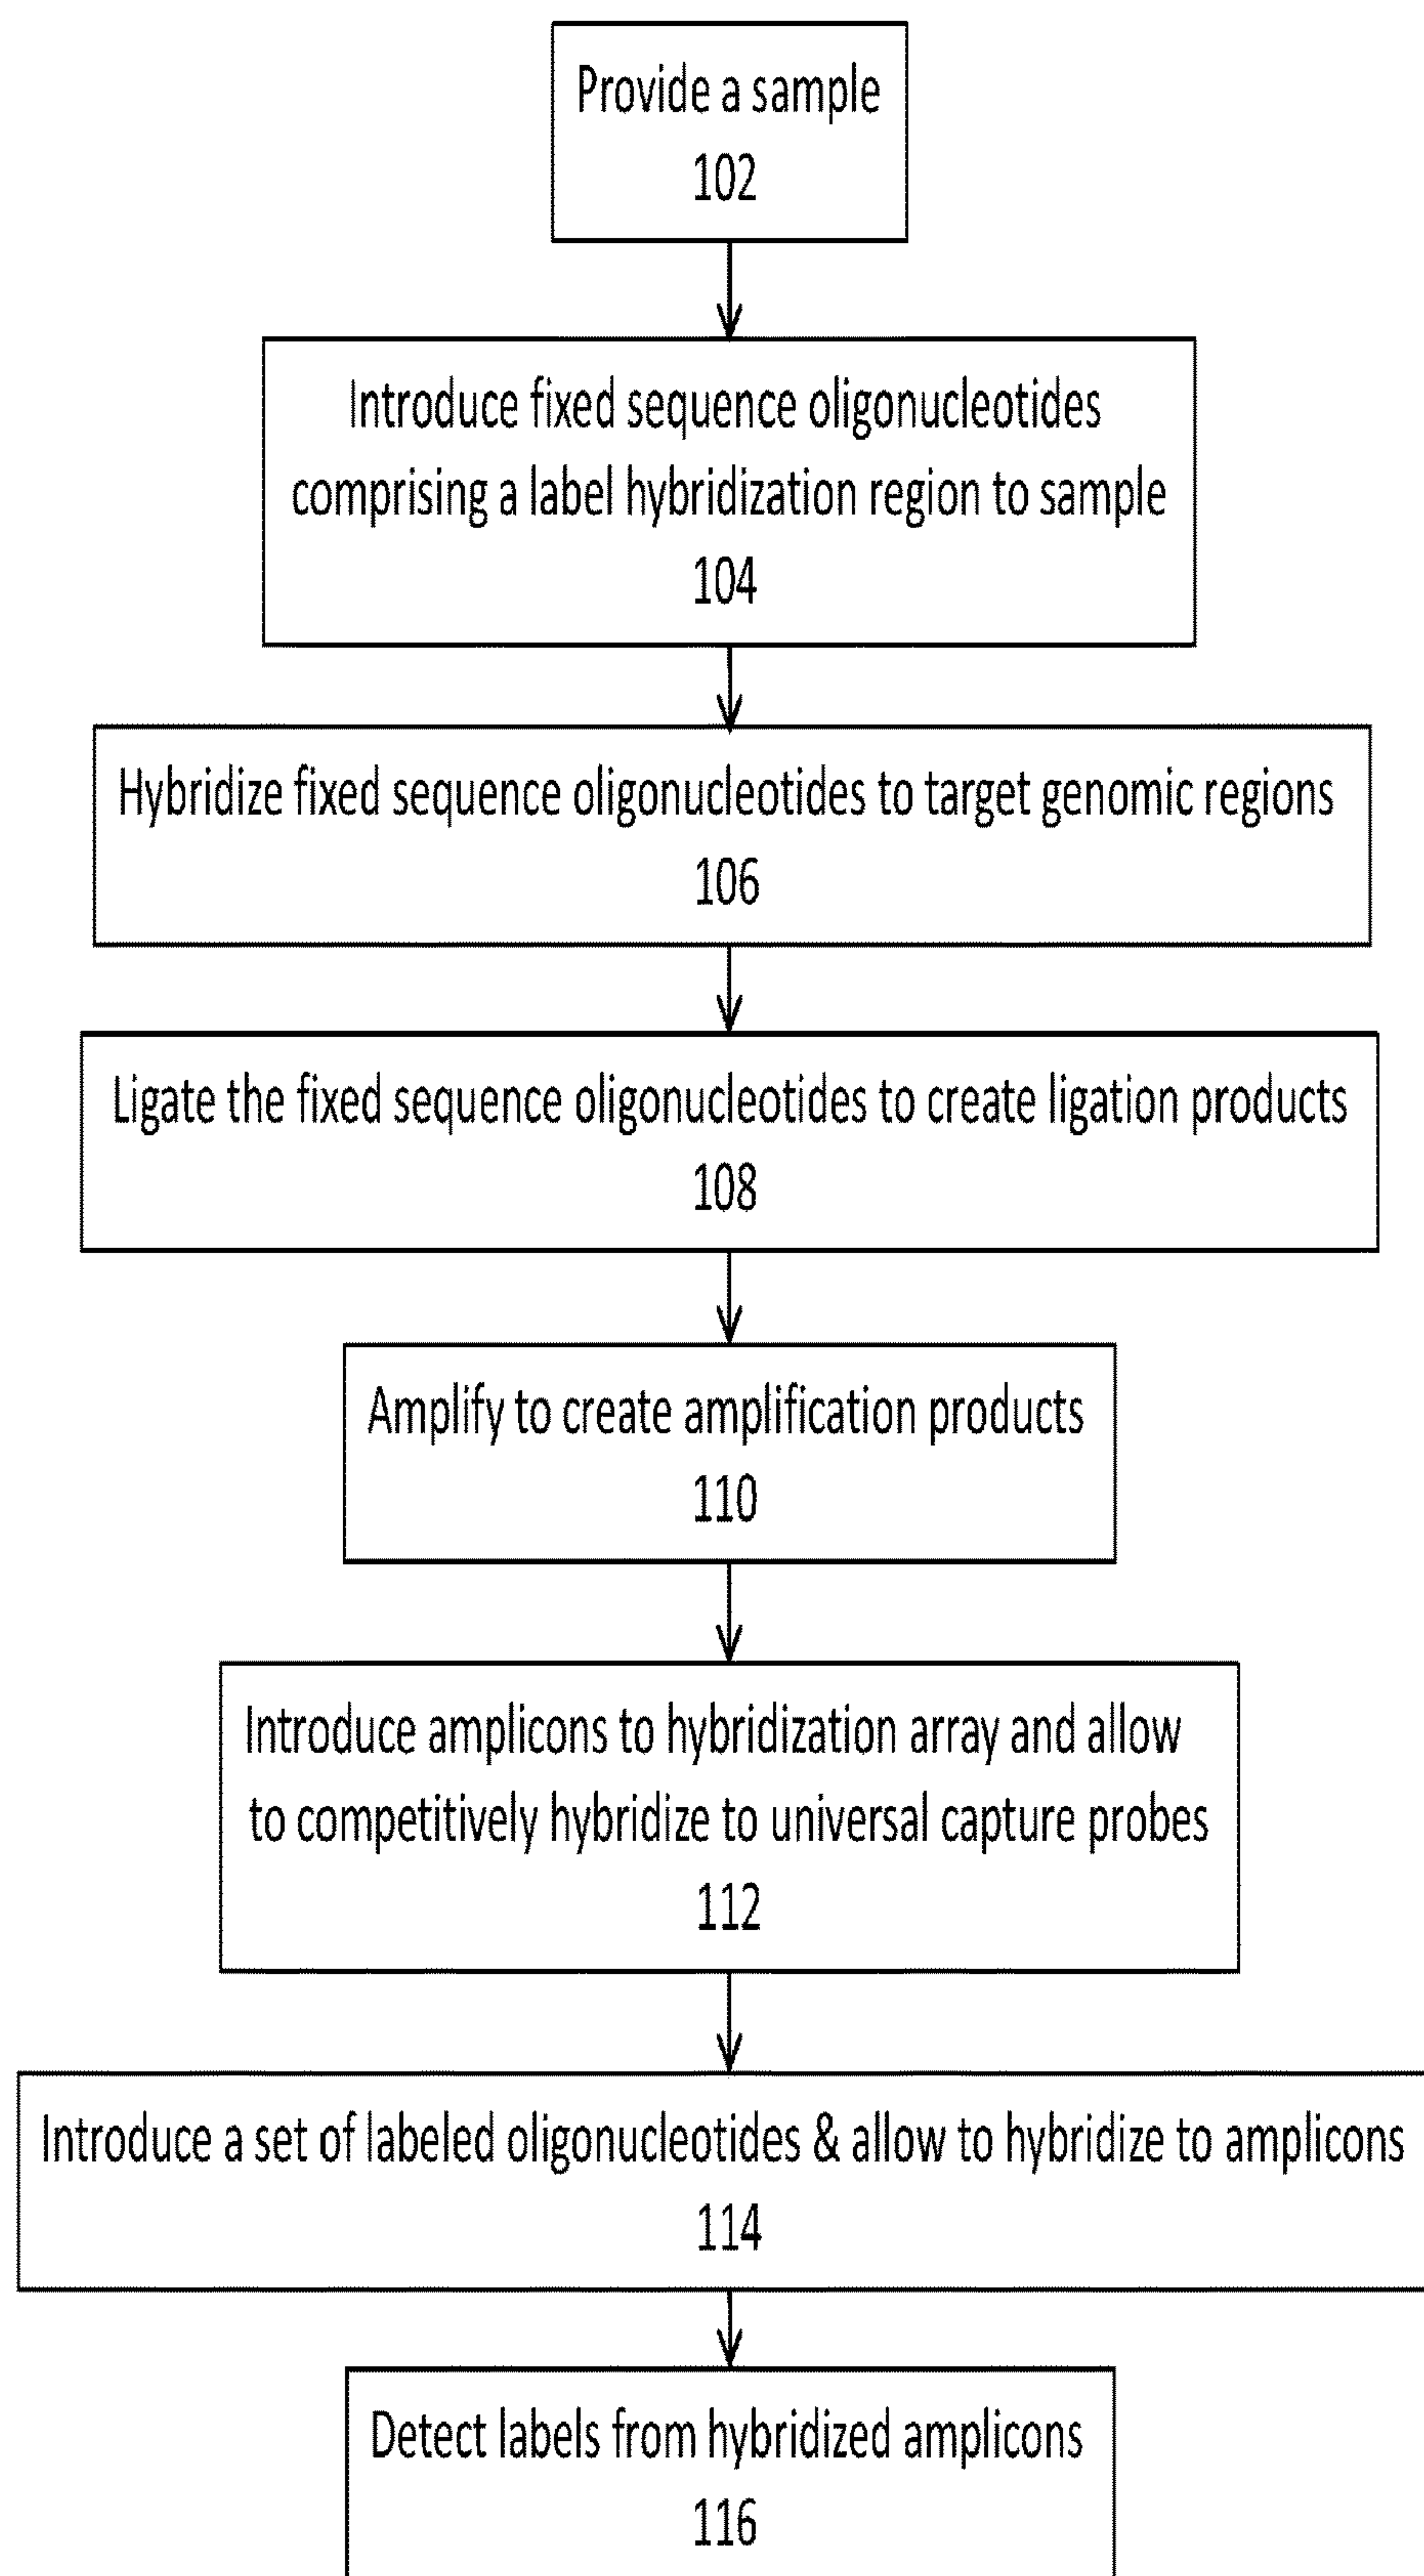 Provide a sample
102
Introduce fixed sequence oligonucleotides
comprising a label hybridization region to sample
104
Hybridize fixed sequence oligonucleotides to target genomic regions
106
Ligate the fixed sequence oligonucleotides to create ligation products
108
Amplify to create amplification products
110
Introduce amplicons to hybridization array and allow
to competitively hybridize to universal capture probes
112
Introduce a set of labeled oligonucleotides & allow to hybridize to amplicons
114
Detect labels from hybridized amplicons
116